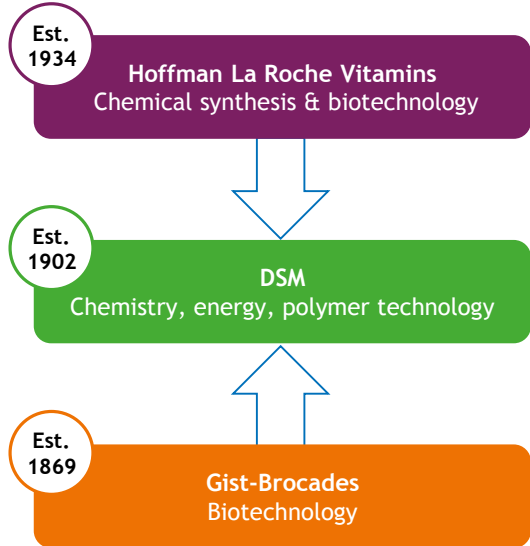 Est.
1934
Hoffman La Roche Vitamins
Chemical synthesis & biotechnology
Est.
1902
DSM
Chemistry, energy, polymer technology
Est.
1869
Gist-Brocades
Biotechnology